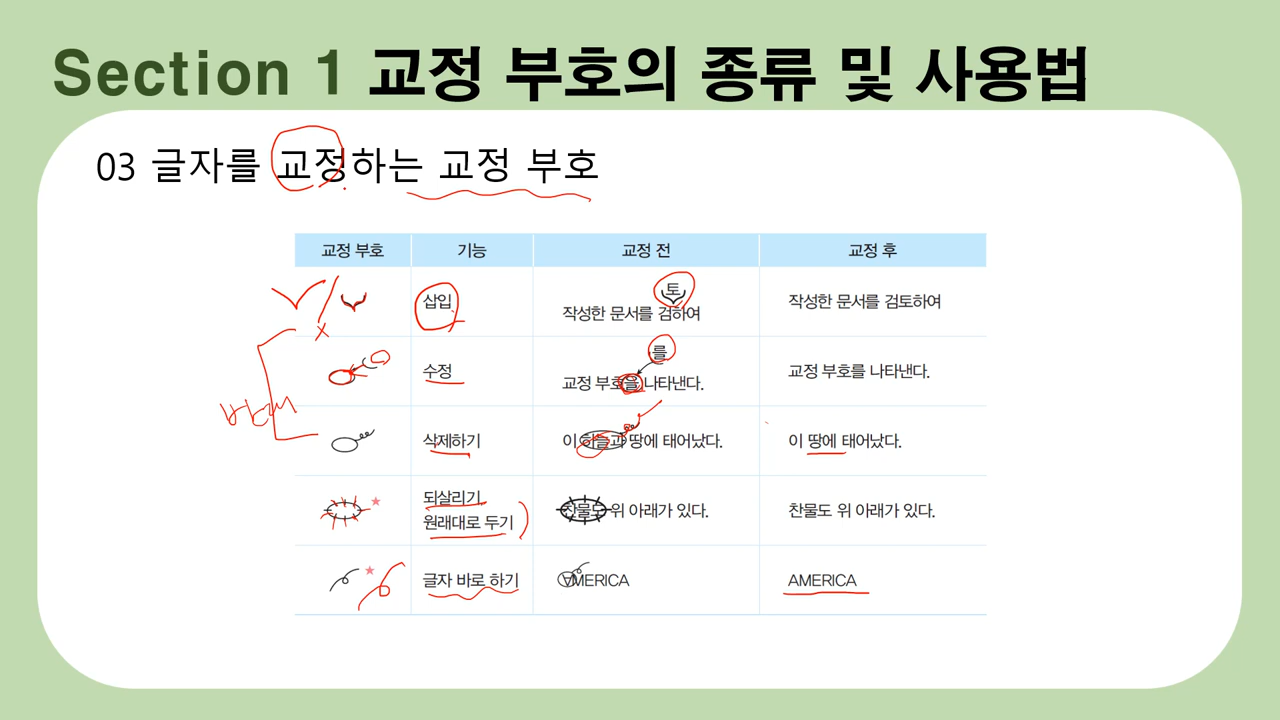 Section 1 교정 부호의 종류 및 사용법
03 글자를 교정하는 교정 부호
교정 부호 기능 교정 전 교정 후
삽입 토 작성한 문서를 검하여 작성한 문서를 검토하여
수정 를 교정 부호을 나타낸다. 교정 부호를 나타낸다.
삭제하기 이 하늘과 땅에 태어났다. 이 땅에 태어났다.
되살리기
원래대로 두기 찬물도 위 아래가 있다. 찬물도 위 아래가 있다.
글자 바로 하기 AMERICA AMERICA